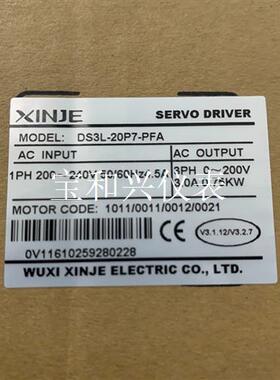 XINJE SERVO DRIVER
MODEL: DS3L-20P7-PFA
AC INPUT AC OUTPUT
1PH 200~240V 50/60Hz 4.5A 3PH 0~200V
3.0A 0.75KW
宝和兴仪表
MOTOR CODE: 1011/0011/0012/0021
0V11610259280228
V3.1.12/V3.2.7
WUXI XINJE ELECTRIC CO., LTD.